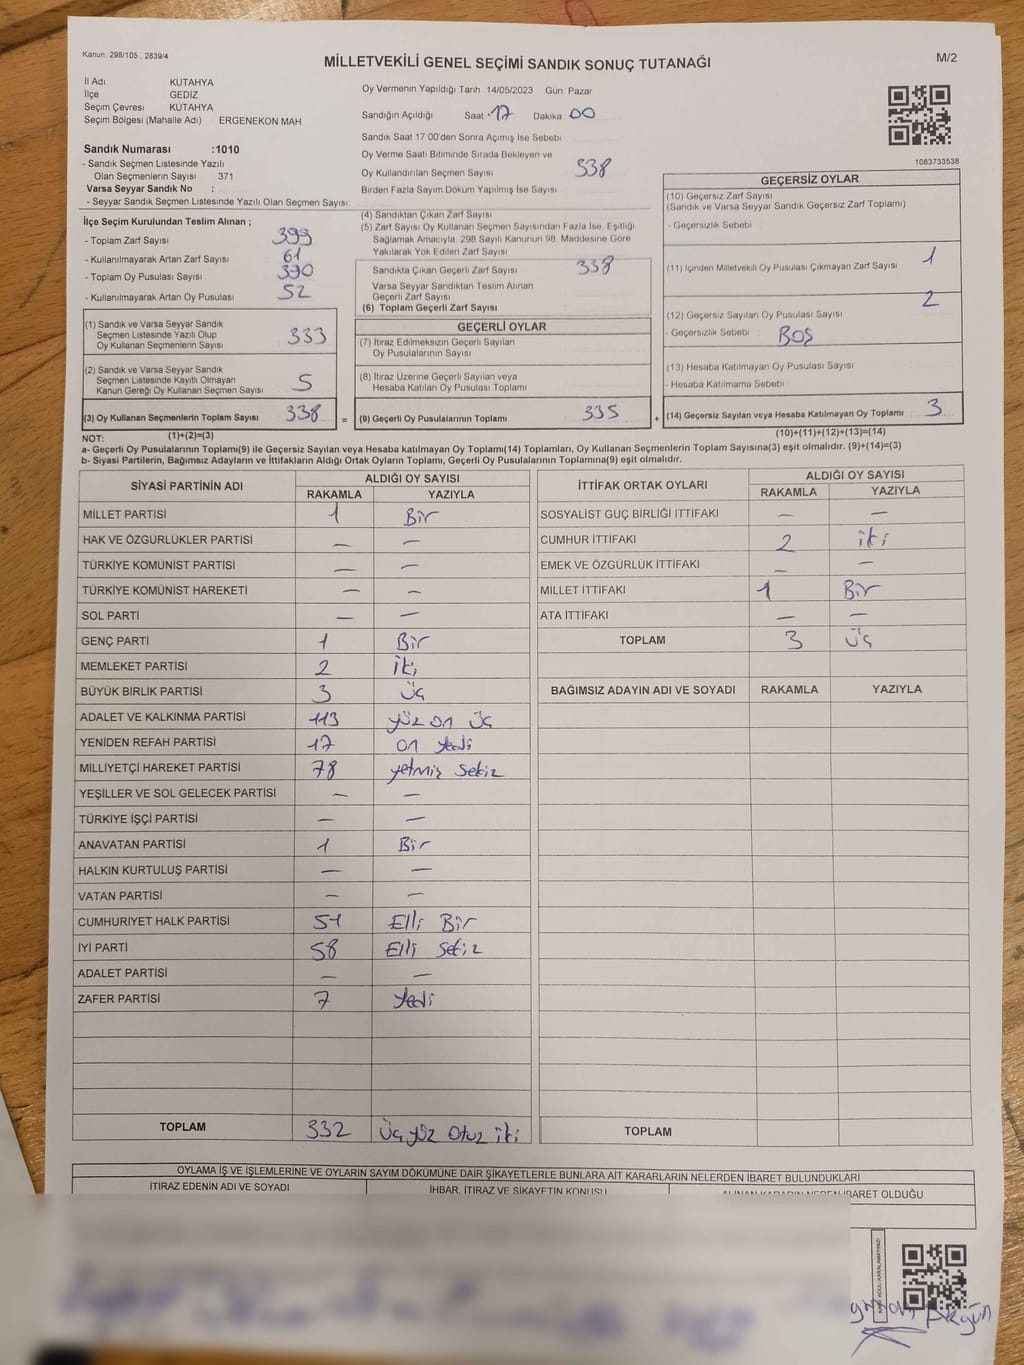 Kanun: 298/105, 2839/4
MİLLETVEKİLİ GENEL SEÇİMİ SANDIK SONUÇ TUTANAĞI
M/2
İl Adı KUTAHYA
İlçe GEDİZ
Seçim Çevresi KUTAHYA
Seçim Bölgesi (Mahalle Adı) ERGENEKON MAH
Sandık Numarası :1010
- Sandık Seçmen Listesinde Yazılı
Olan Seçmenlerin Sayısı 371
Varsa Seyyar Sandık No :
- Seyyar Sandık Seçmen Listesinde Yazılı Olan Seçmen Sayısı
Oy Vermenin Yapıldığı Tarih 14/05/2023 Gun Pazar
Sandığın Açıldığı Saat 17 Dakika 00
Sandık Saat 17 00'den Sonra Açımış İse Sebebi
Oy Verme Saati Bitiminde Sırada Bekleyen ve
Oy Kullandırılan Seçmen Sayısı 338
Birden Fazla Sayım Döküm Yapılmış İse Sayısı
1083733538
İlçe Seçim Kurulundan Teslim Alınan ;
- Toplam Zarf Sayısı 399
- Kullanılmayarak Artan Zarf Sayısı 61
- Toplam Oy Pusulası Sayısı 390
- Kullanılmayarak Artan Oy Pusulası 52
(1) Sandık ve Varsa Seyyar Sandık
Seçmen Listesinde Yazılı Olup
Oy Kullanan Seçmenlerin Sayısı 333
(2) Sandık ve Varsa Seyyar Sandık
Seçmen Listesinde Kayıtlı Olmayan
Kanun Gereği Oy Kullanan Seçmen Sayısı 5
(3) Oy Kullanan Seçmenlerin Toplam Sayısı 338 =
(4) Sandıktan Çıkan Zarf Sayısı
(5) Zarf Sayısı Oy Kullanan Seçmen Sayısından Fazla İse, Eşitliği
Sağlamak Amacıyla, 298 Sayılı Kanunun 98. Maddesine Göre
Yakılarak Yok Edilen Zarf Sayısı
Sandıkta Çıkan Geçerli Zarf Sayısı 338
Varsa Seyyar Sandıktan Teslim Alınan
Geçerli Zarf Sayısı
(6) Toplam Geçerli Zarf Sayısı
GEÇERLİ OYLAR
(7) İtiraz Edilmeksizin Geçerli Sayılan
Oy Pusulalarının Sayısı
(8) İtiraz Üzerine Geçerli Sayılan veya
Hesaba Katılan Oy Pusulası Toplamı
(9) Geçerli Oy Pusulalarının Toplamı 335 +
GEÇERSİZ OYLAR
(10) Geçersiz Zarf Sayısı
(Sandık ve Varsa Seyyar Sandık Geçersiz Zarf Toplamı)
- Geçersizlik Sebebi
(11) İçinden Milletvekili Oy Pusulası Çıkmayan Zarf Sayısı 1
2
(12) Geçersiz Sayılan Oy Pusulası Sayısı
- Geçersizlik Sebebi BOŞ
(13) Hesaba Katılmayan Oy Pusulası Sayısı
- Hesaba Katılmama Sebebi
(14) Geçersiz Sayılan veya Hesaba Katılmayan Oy Toplamı 3
NOT: (1)+(2)=(3)
(10)+(11)+(12)+(13)=(14)
a- Geçerli Oy Pusulalarının Toplamı(9) ile Geçersiz Sayılan veya Hesaba katılmayan Oy Toplamı(14) Toplamları, Oy Kullanan Seçmenlerin Toplam Sayısına(3) eşit olmalıdır. (9)+(14)=(3)
b- Siyasi Partilerin, Bağımsız Adayların ve İttifakların Aldığı Ortak Oyların Toplamı, Geçerli Oy Pusulalarının Toplamına(9) eşit olmalıdır.
SİYASİ PARTİNİN ADI ALDIĞI OY SAYISI
RAKAMLA YAZIYLA
MİLLET PARTİSİ 1 Bir
HAK VE ÖZGÜRLÜKLER PARTİSİ — —
TÜRKİYE KOMÜNİST PARTİSİ — —
TÜRKİYE KOMÜNİST HAREKETİ — —
SOL PARTİ — —
GENÇ PARTİ 1 Bir
MEMLEKET PARTİSİ 2 İki
BÜYÜK BİRLİK PARTİSİ 3 Üç
ADALET VE KALKINMA PARTİSİ 113 yüz on üç
YENİDEN REFAH PARTİSİ 17 on yedi
MİLLİYETÇİ HAREKET PARTİSİ 78 yetmiş sekiz
YEŞİLLER VE SOL GELECEK PARTİSİ — —
TÜRKİYE İŞÇİ PARTİSİ — —
ANAVATAN PARTİSİ 1 Bir
HALKIN KURTULUŞ PARTİSİ — —
VATAN PARTİSİ — —
CUMHURİYET HALK PARTİSİ 51 Elli Bir
İYİ PARTİ 58 Elli Sekiz
ADALET PARTİSİ — —
ZAFER PARTİSİ 7 Yedi
TOPLAM 332 Üçyüz Otuz iki
İTTİFAK ORTAK OYLARI ALDIĞI OY SAYISI
RAKAMLA YAZIYLA
SOSYALİST GUÇ BİRLİĞİ İTTİFAKI — —
CUMHUR İTTİFAKI 2 iki
EMEK VE ÖZGÜRLÜK İTTİFAKI — —
MİLLET İTTİFAKI 1 Bir
ATA İTTİFAKI — —
TOPLAM 3 Üç
BAĞIMSIZ ADAYIN ADI VE SOYADI RAKAMLA YAZIYLA
TOPLAM
OYLAMA İŞ VE İŞLEMLERİNE VE OYLARIN SAYIM DÖKÜMÜNE DAİR ŞİKAYETLERLE BUNLARA AİT KARARLARIN NELERDEN İBARET BULUNDUKLARI
İTİRAZ EDENİN ADI VE SOYADI
İHBAR, İTİRAZ VE ŞİKAYETİN KONUSU
ALINAN KARARIN NEDEN İBARET OLDUĞU
Akgün